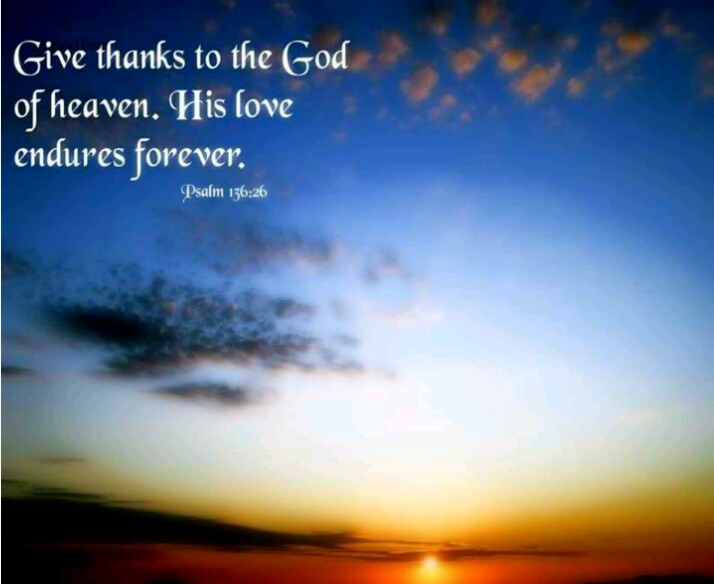 Give thanks to the God
of heaven. His love
endures forever.
Psalm 136:26